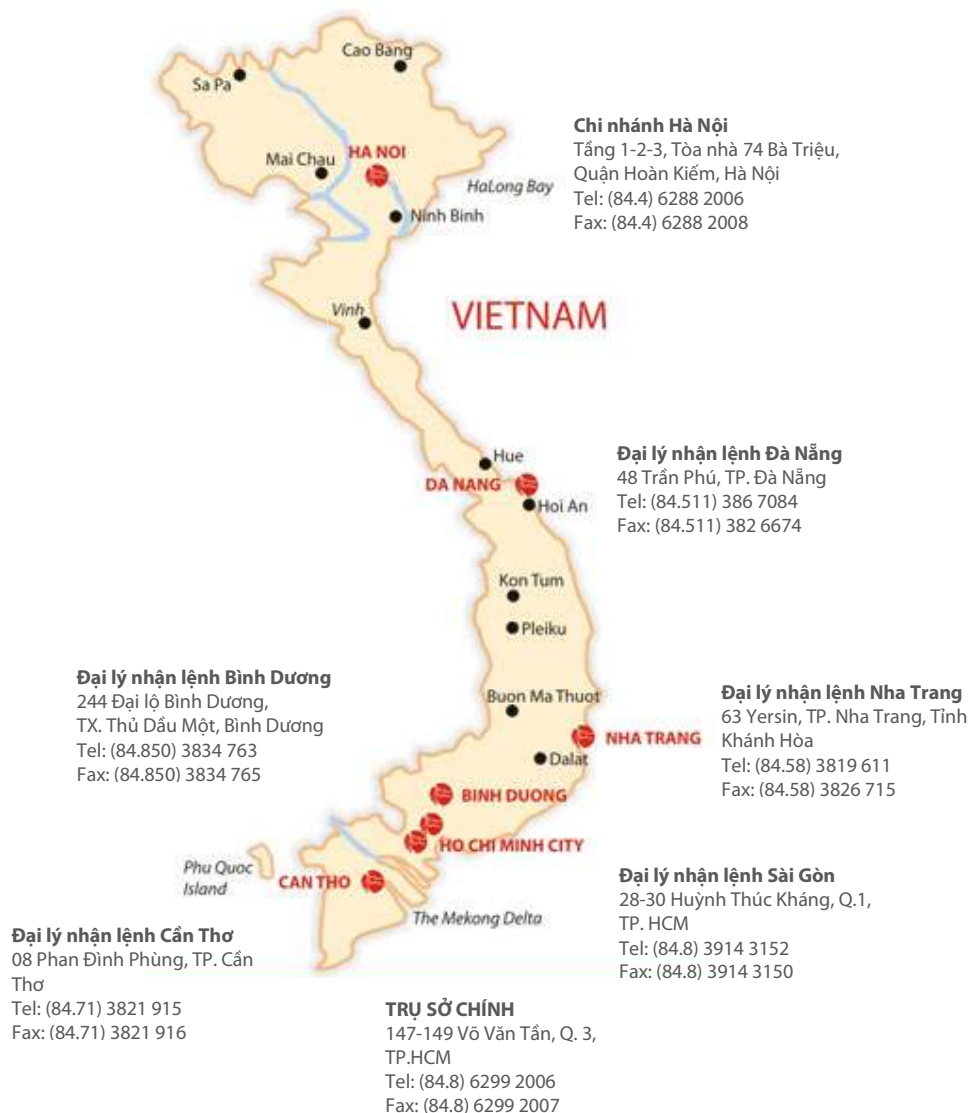 Cao Bang
Sa Pa
Mai Chau
HA NOI
HaLong Bay
Ninh Binh
Chi nhánh Hà Nội
Tầng 1-2-3, Tòa nhà 74 Bà Triệu,
Quận Hoàn Kiếm, Hà Nội
Tel: (84.4) 6288 2006
Fax: (84.4) 6288 2008
Vinh
VIETNAM
Hue
DA NANG
Hoi An
Đại lý nhận lệnh Đà Nẵng
48 Trần Phú, TP. Đà Nẵng
Tel: (84.511) 386 7084
Fax: (84.511) 382 6674
Kon Tum
Pleiku
Buon Ma Thuot
Đại lý nhận lệnh Bình Dương
244 Đại lộ Bình Dương,
TX. Thủ Dầu Một, Bình Dương
Tel: (84.850) 3834 763
Fax: (84.850) 3834 765
NHA TRANG
Dalat
Đại lý nhận lệnh Nha Trang
63 Yersin, TP. Nha Trang, Tỉnh
Khánh Hòa
Tel: (84.58) 3819 611
Fax: (84.58) 3826 715
BINH DUONG
HO CHI MINH CITY
Phu Quoc
Island
CAN THO
The Mekong Delta
Đại lý nhận lệnh Sài Gòn
28-30 Huỳnh Thúc Kháng, Q.1,
TP. HCM
Tel: (84.8) 3914 3152
Fax: (84.8) 3914 3150
Đại lý nhận lệnh Cần Thơ
08 Phan Đình Phùng, TP. Cần
Thơ
Tel: (84.71) 3821 915
Fax: (84.71) 3821 916
TRỤ SỞ CHÍNH
147-149 Võ Văn Tần, Q. 3,
TP.HCM
Tel: (84.8) 6299 2006
Fax: (84.8) 6299 2007